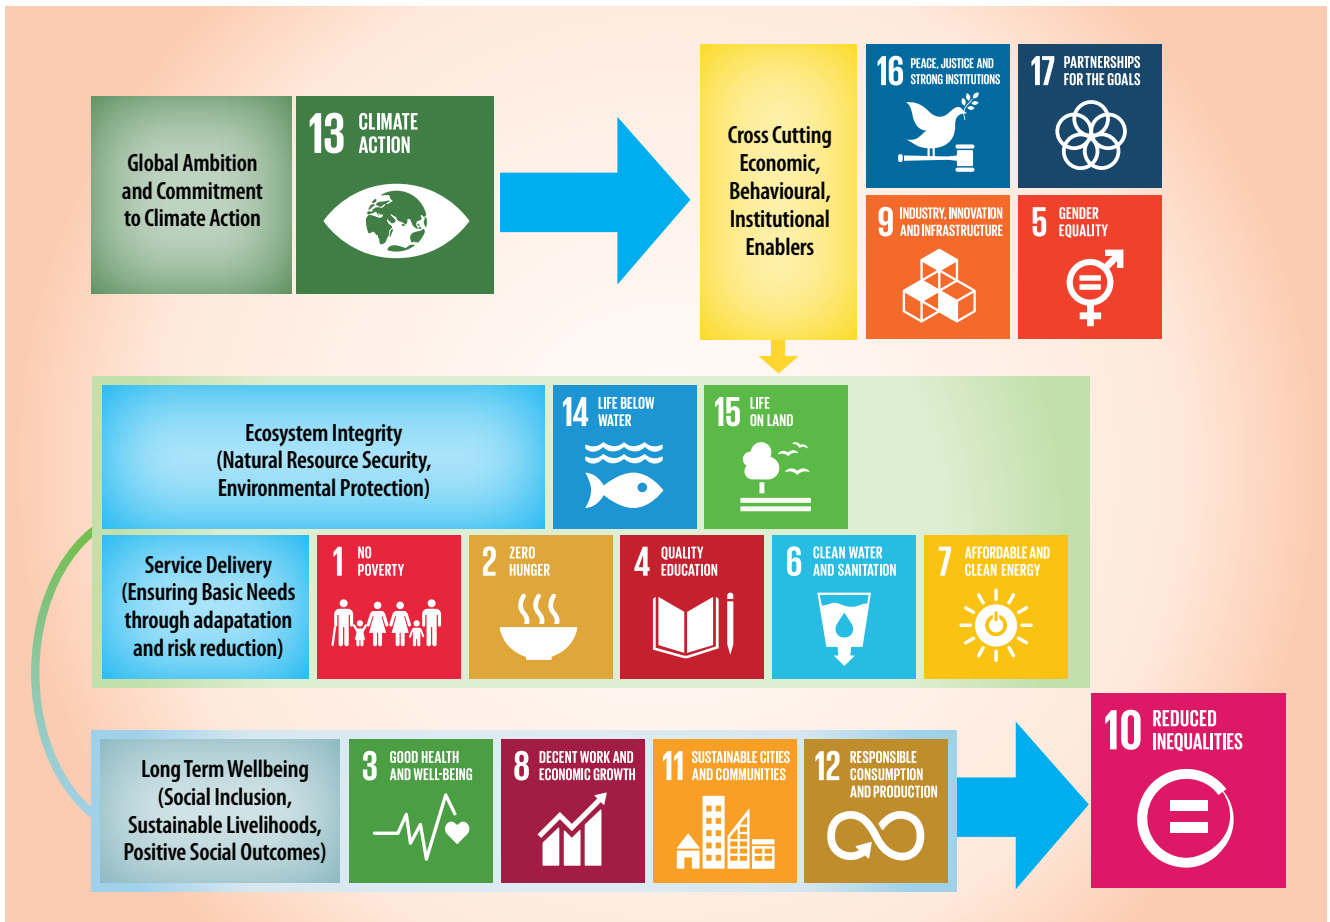 Global Ambition
and Commitment
to Climate Action
13 CLIMATE
ACTION
Cross Cutting
Economic,
Behavioural,
Institutional
Enablers
16 PEACE, JUSTICE AND
STRONG INSTITUTIONS
17 PARTNERSHIPS
FOR THE GOALS
9 INDUSTRY, INNOVATION
AND INFRASTRUCTURE
5 GENDER
EQUALITY
Ecosystem Integrity
(Natural Resource Security,
Environmental Protection)
14 LIFE BELOW
WATER
15 LIFE
ON LAND
Service Delivery
(Ensuring Basic Needs
through adapatation
and risk reduction)
1 NO
POVERTY
2 ZERO
HUNGER
4 QUALITY
EDUCATION
6 CLEAN WATER
AND SANITATION
7 AFFORDABLE AND
CLEAN ENERGY
Long Term Wellbeing
(Social Inclusion,
Sustainable Livelihoods,
Positive Social Outcomes)
3 GOOD HEALTH
AND WELL-BEING
8 DECENT WORK AND
ECONOMIC GROWTH
11 SUSTAINABLE CITIES
AND COMMUNITIES
12 RESPONSIBLE
CONSUMPTION
AND PRODUCTION
10 REDUCED
INEQUALITIES